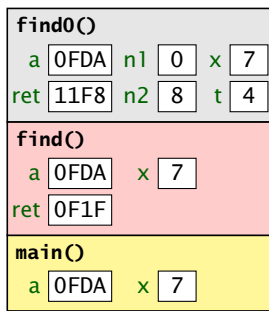 find0()
a 0FDA n1 0 x 7
ret 11F8 n2 8 t 4
find()
a 0FDA x 7
ret 0F1F
main()
a 0FDA x 7